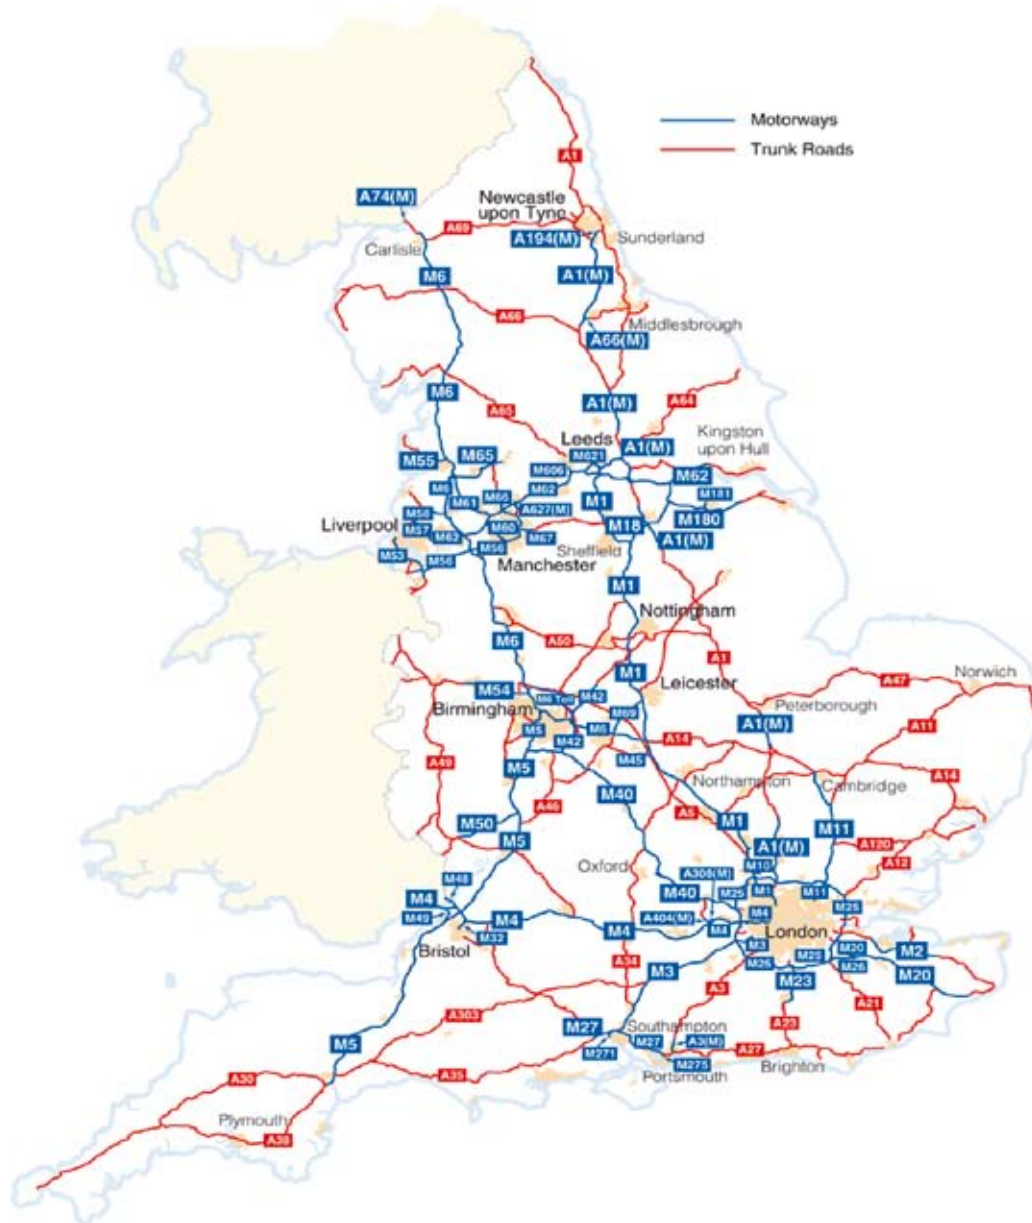 Motorways
Trunk Roads
A1
A74(M)
Newcastle
upon Tyne
A69
A194(M)
Sunderland
Carlisle
M6
A1(M)
A66
Middlesbrough
A66(M)
M6
A1(M)
A64
A65
Kingston
upon Hull
Leeds
A1(M)
M621
M55
M65
M606
M62
M62
M6
M61
M66
M181
M1
A627(M)
M180
M58
M57
Liverpool
M60
M18
M62
M67
A1(M)
Sheffield
M53
M56
M56
Manchester
M1
Nottingham
M6
A50
A1
M1
Leicester
Norwich
A47
M54
M6 Toll
M42
Birmingham
M69
Peterborough
A1(M)
A11
M5
M6
M42
A14
M45
A49
M5
Northampton
Cambridge
A14
M40
A46
A5
M1
M50
M5
M11
A1(M)
A120
A12
Oxford
M10
A308(M)
M48
M40
M25
M1
M11
M25
M4
M49
M4
A404(M)
M4
M4
M4
London
M32
Bristol
M3
M20
M2
M25
M25
M26
A34
M3
A3
M23
M20
A21
A303
M27
Southampton
A23
M5
M27
A3(M)
M271
A27
M275
Brighton
Portsmouth
A30
A35
Plymouth
A38